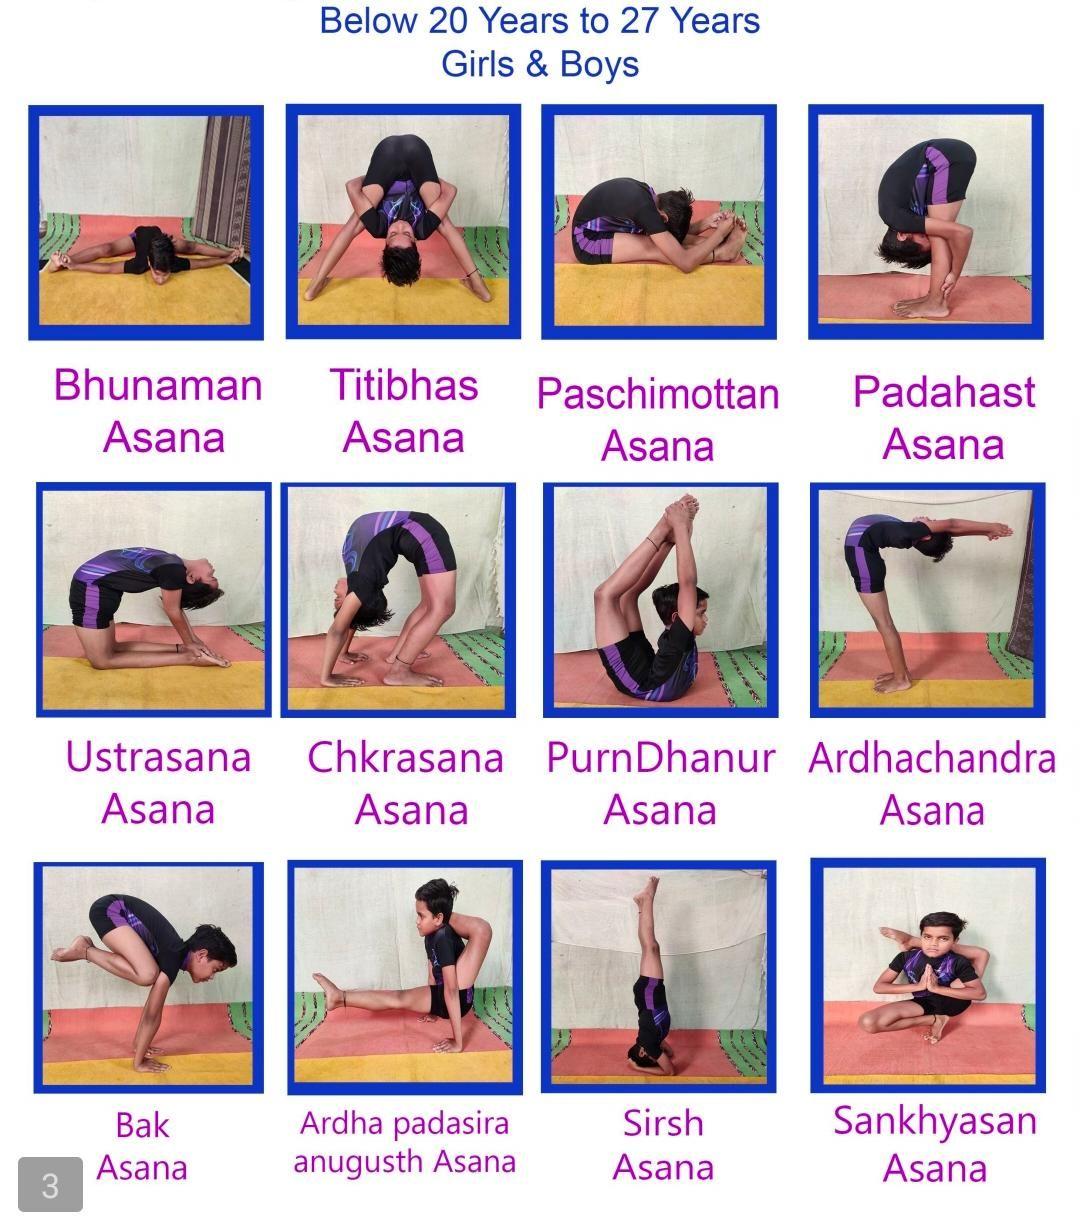 Below 20 Years to 27 Years
Girls & Boys
Bhunaman
Asana
Titibhas
Asana
Paschimottan
Asana
Padahast
Asana
Ustrasana
Asana
Chkrasana
Asana
PurnDhanur
Asana
Ardhachandra
Asana
Bak
Asana
Ardha padasira
anugusth Asana
Sirsh
Asana
Sankhyasan
Asana
3